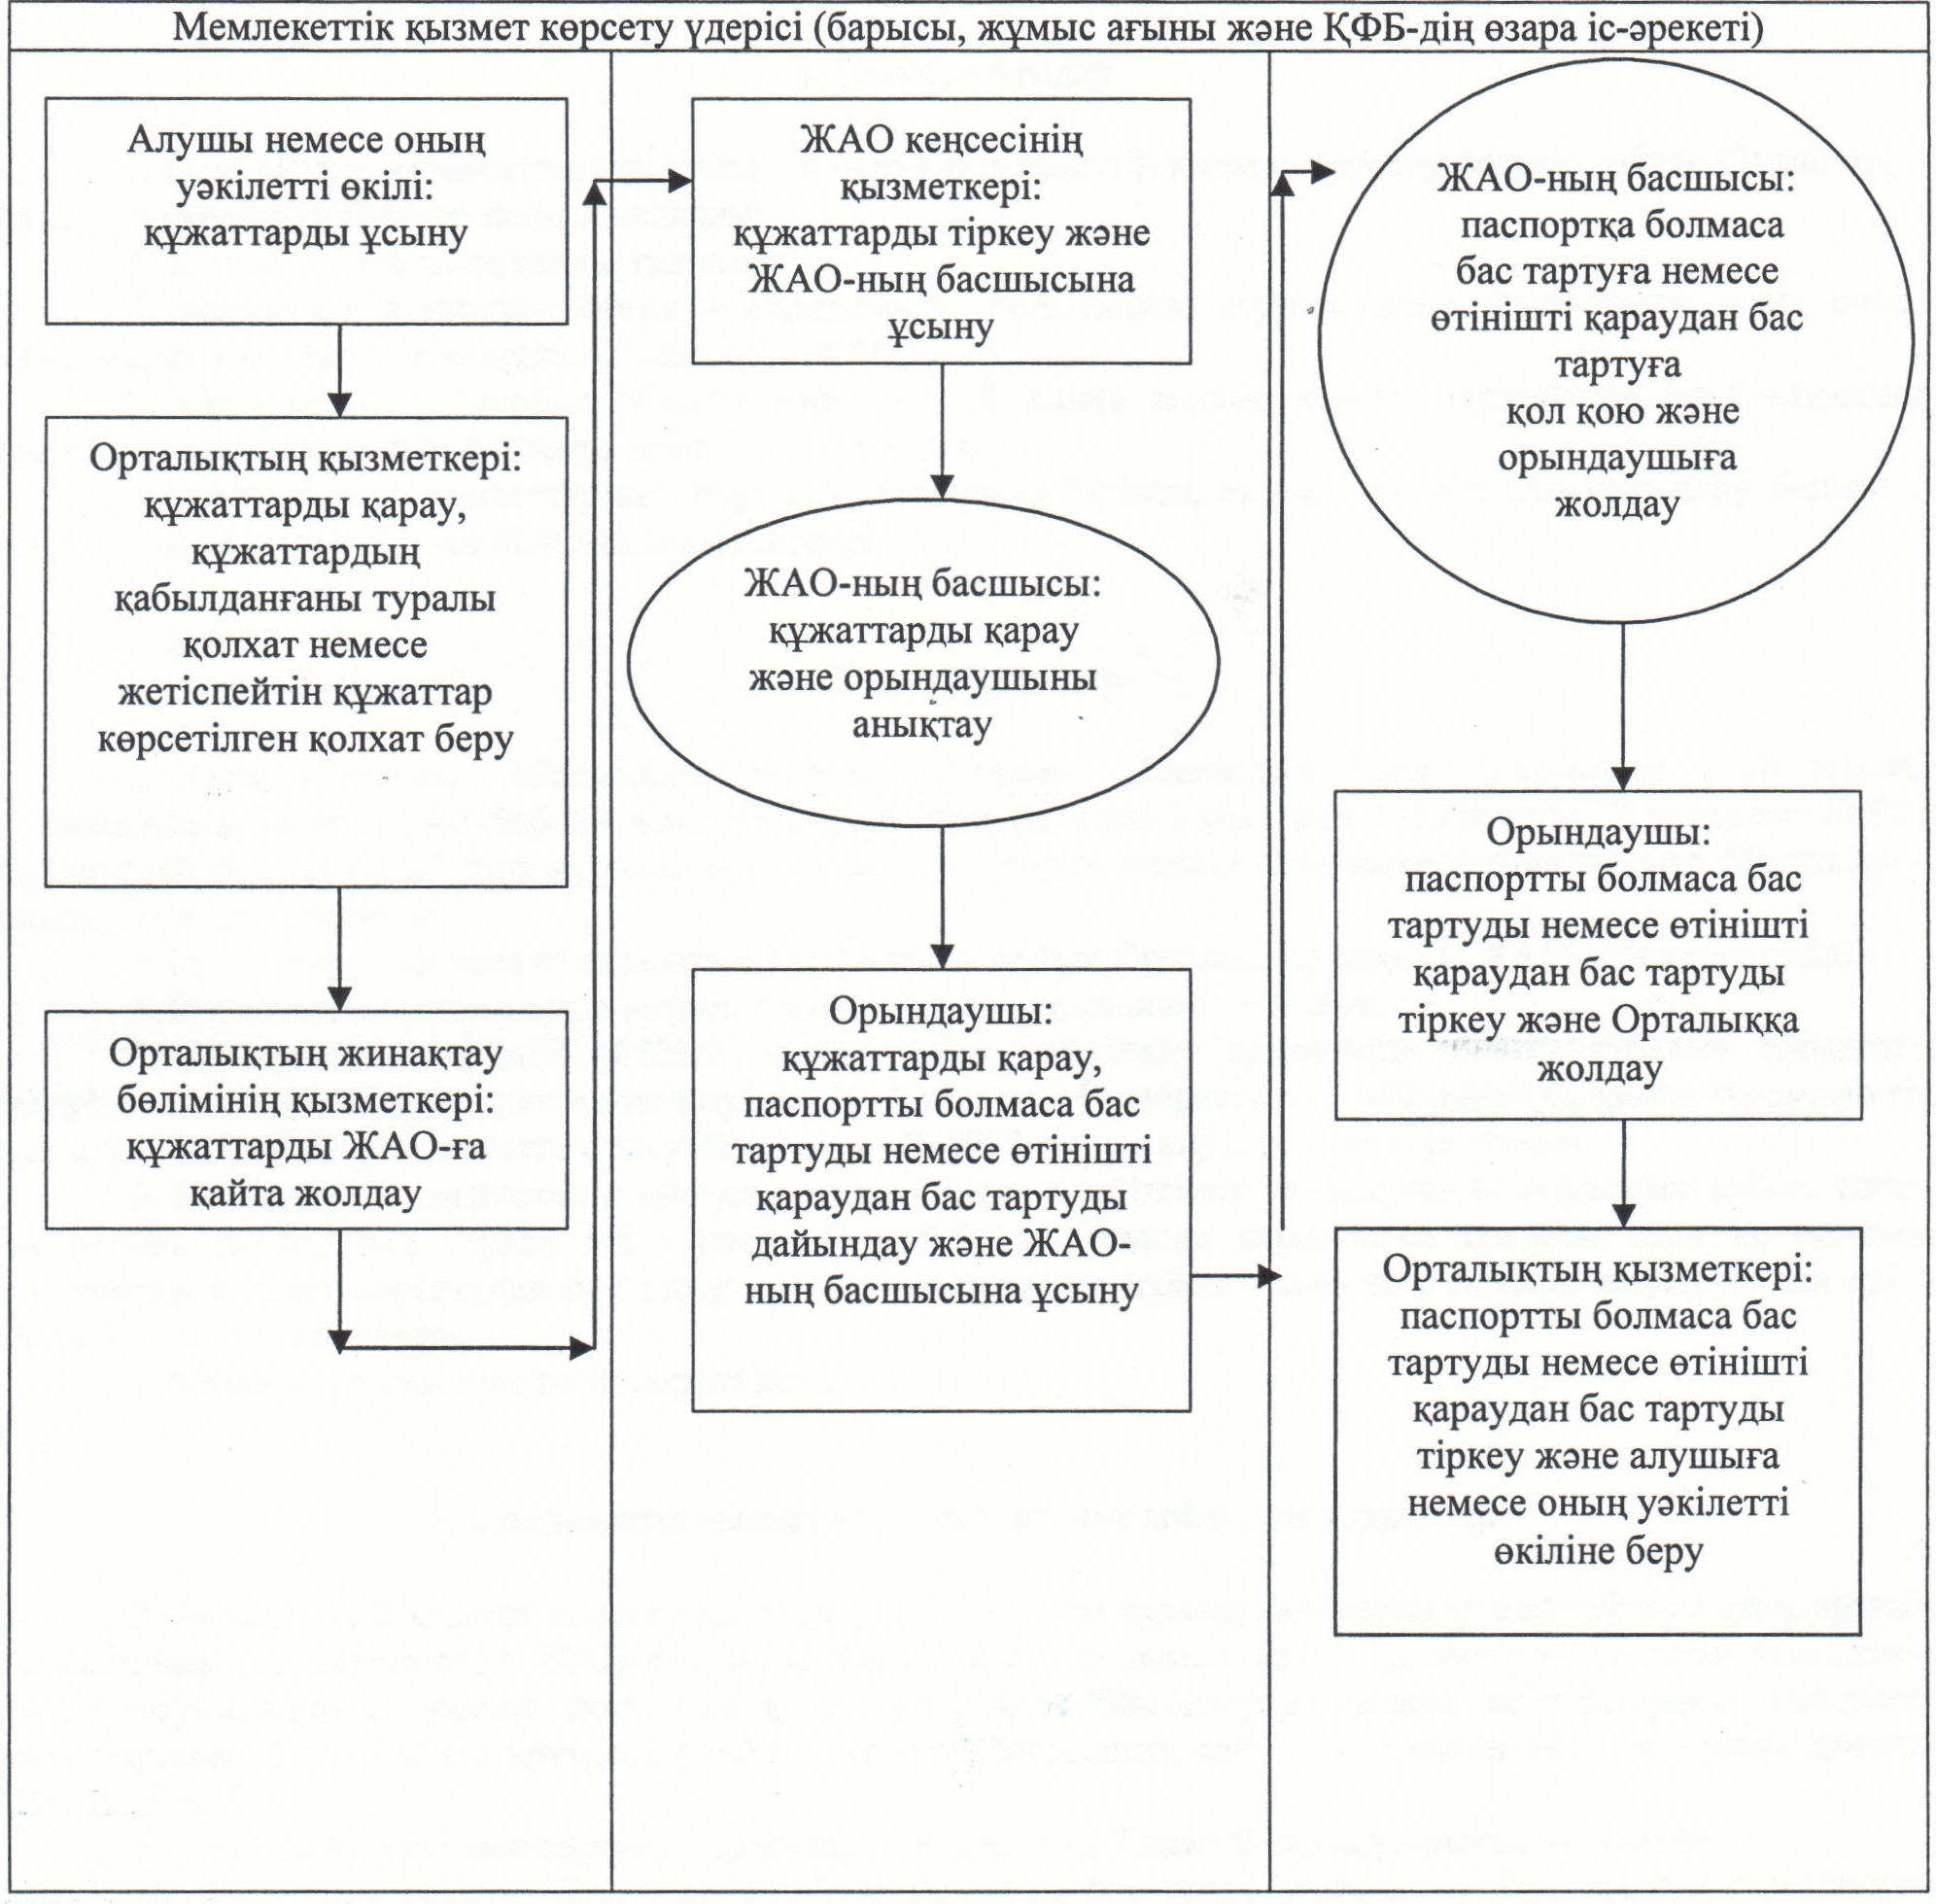 Мемлекеттік қызмет көрсету үдерісі (барысы, жұмыс ағыны және ҚФБ-дің өзара іс-әрекеті)
Алушы немесе оның
уәкілетті өкілі:
құжаттарды ұсыну
Орталықтың қызметкері:
құжаттарды қарау,
құжаттардың
қабылданғаны туралы
қолхат немесе
жетіспейтін құжаттар
көрсетілген қолхат беру
Орталықтың жинақтау
бөлімінің қызметкері:
құжаттарды ЖАО-ға
қайта жолдау
ЖАО кеңсесінің
қызметкері:
құжаттарды тіркеу және
ЖАО-ның басшысына
ұсыну
ЖАО-ның басшысы:
құжаттарды қарау
және орындаушыны
анықтау
Орындаушы:
құжаттарды қарау,
паспортты болмаса бас
тартуды немесе өтінішті
қараудан бас тартуды
дайындау және ЖАО-
ның басшысына ұсыну
ЖАО-ның басшысы:
паспортқа болмаса
бас тартуға немесе
өтінішті қараудан бас
тартуға
қол қою және
орындаушыға
жолдау
Орындаушы:
паспортты болмаса бас
тартуды немесе өтінішті
қараудан бас тартуды
тіркеу және Орталыққа
жолдау
Орталықтың қызметкері:
паспортты болмаса бас
тартуды немесе өтінішті
қараудан бас тартуды
тіркеу және алушыға
немесе оның уәкілетті
өкіліне беру